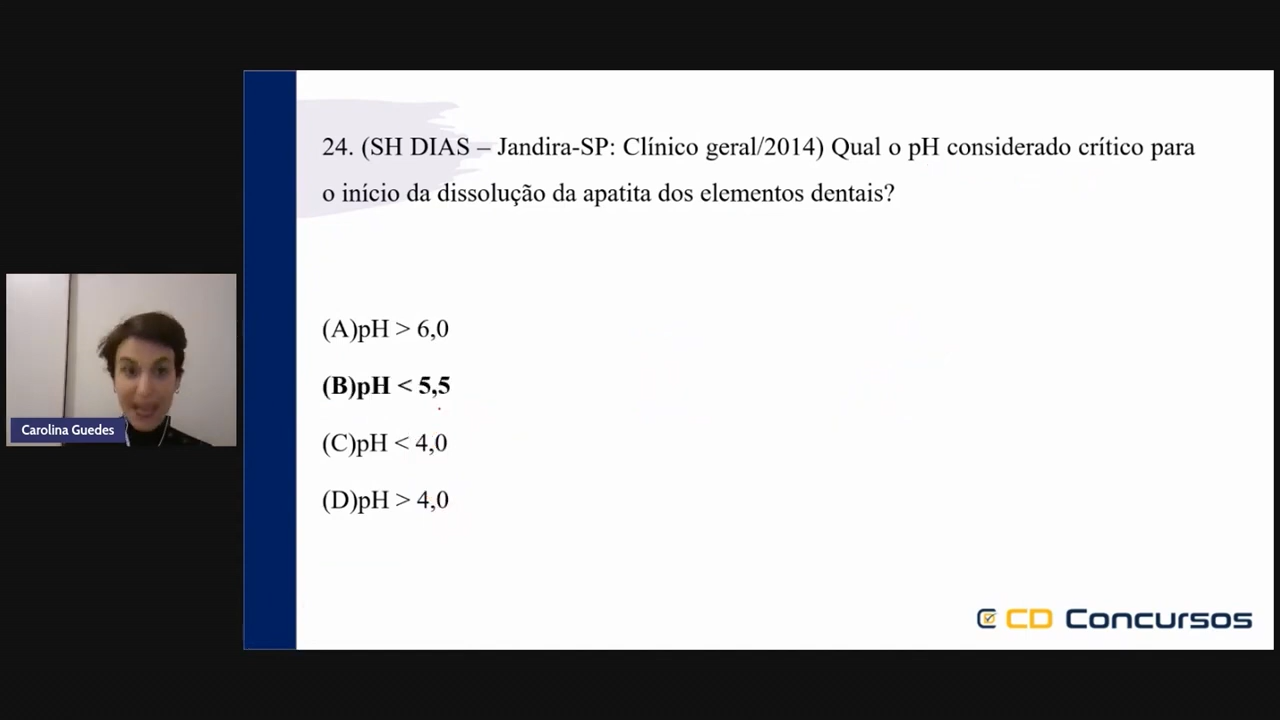 24. (SH DIAS – Jandira-SP: Clínico geral/2014) Qual o pH considerado crítico para
o início da dissolução da apatita dos elementos dentais?
(A)pH > 6,0
(B)pH < 5,5
(C)pH < 4,0
(D)pH > 4,0
Carolina Guedes
CD Concursos